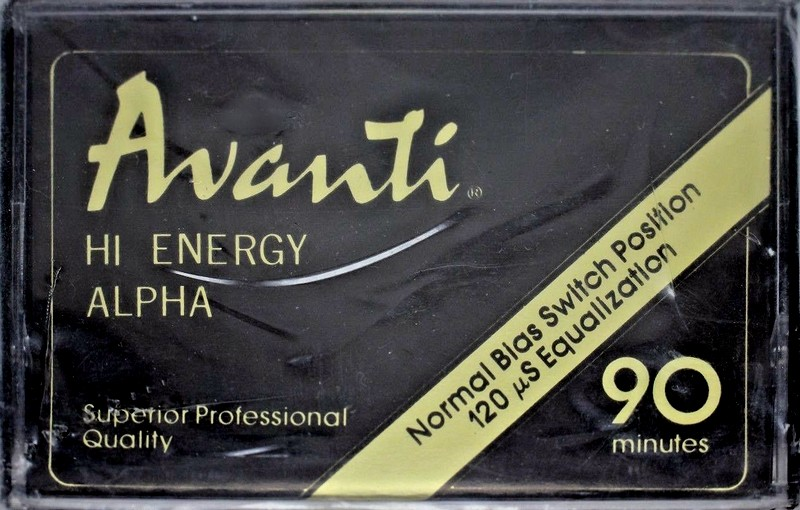 Avanti®
HI ENERGY
ALPHA
Normal Bias Switch Position
120 µS Equalization
90
minutes
Superior Professional
Quality